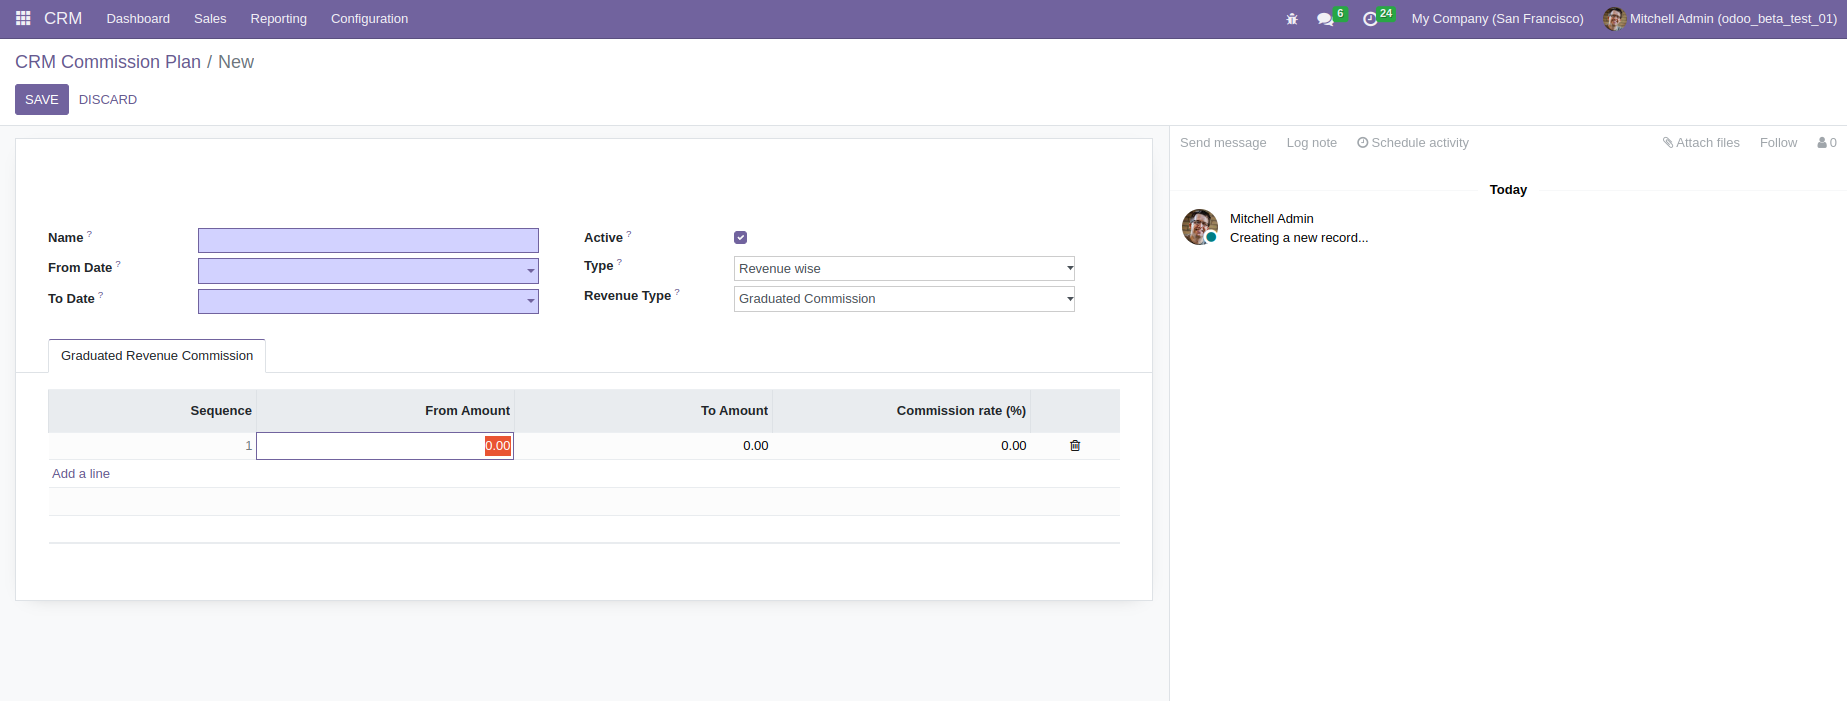 CRM Dashboard Sales Reporting Configuration 6 24 My Company (San Francisco) Mitchell Admin (odoo_beta_test_01)
CRM Commission Plan / New
SAVE DISCARD
Send message Log note Schedule activity Attach files Follow 0
Today
Mitchell Admin
Creating a new record...
Name ? Active ?
From Date ? Type ? Revenue wise
To Date ? Revenue Type ? Graduated Commission
Graduated Revenue Commission
Sequence From Amount To Amount Commission rate (%)
1 0.00 0.00 0.00
Add a line